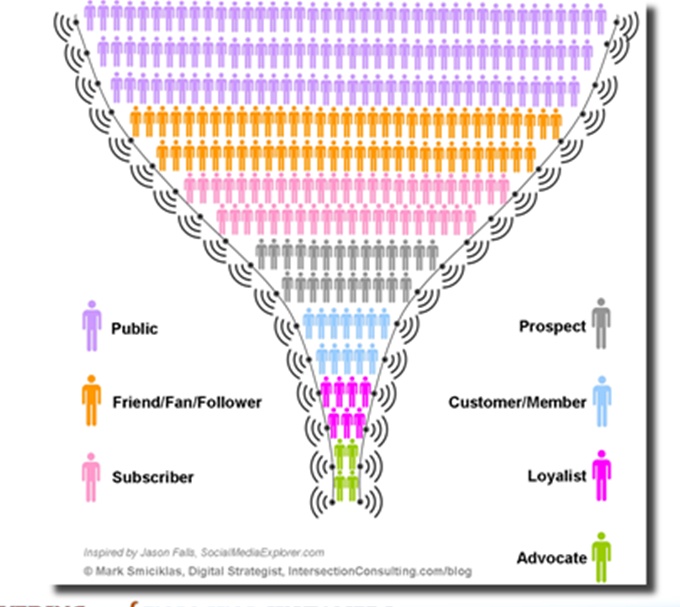 Public
Prospect
Friend/Fan/Follower
Customer/Member
Subscriber
Loyalist
Advocate
Inspired by Jason Falls, SocialMediaExplorer.com
© Mark Smiciklas, Digital Strategist, IntersectionConsulting.com/blog